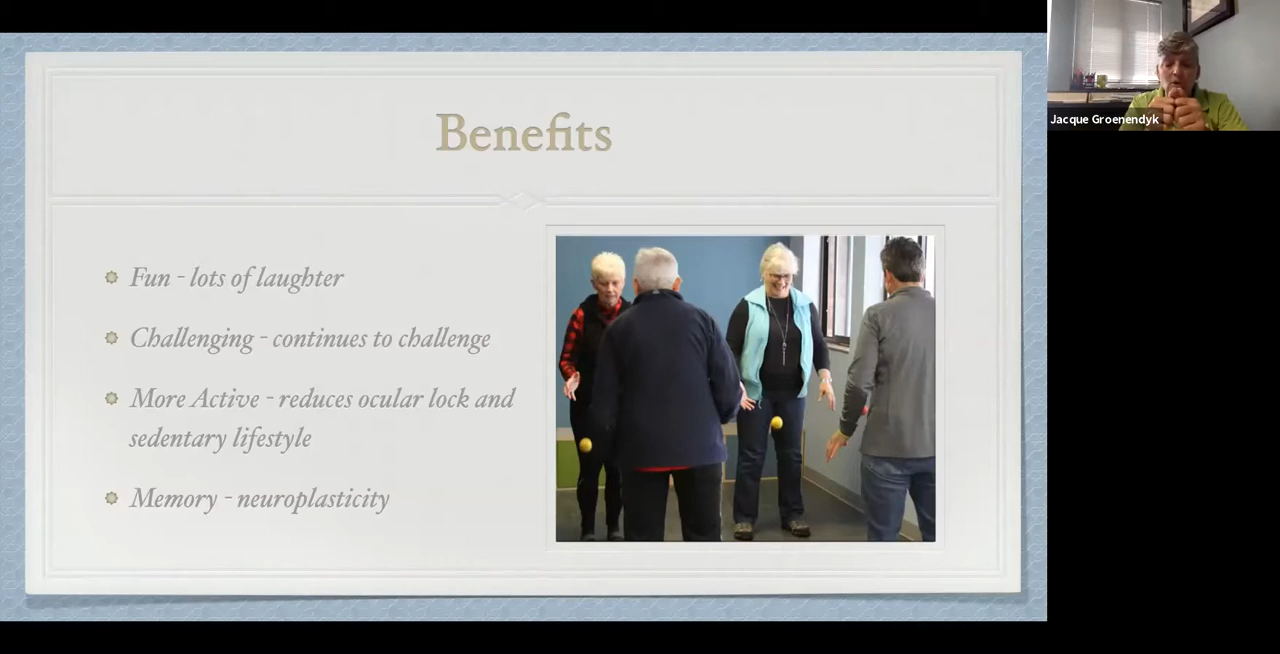 Benefits
Fun - lots of laughter
Challenging - continues to challenge
More Active - reduces ocular lock and
sedentary lifestyle
Memory - neuroplasticity
Jacque Groenendyk